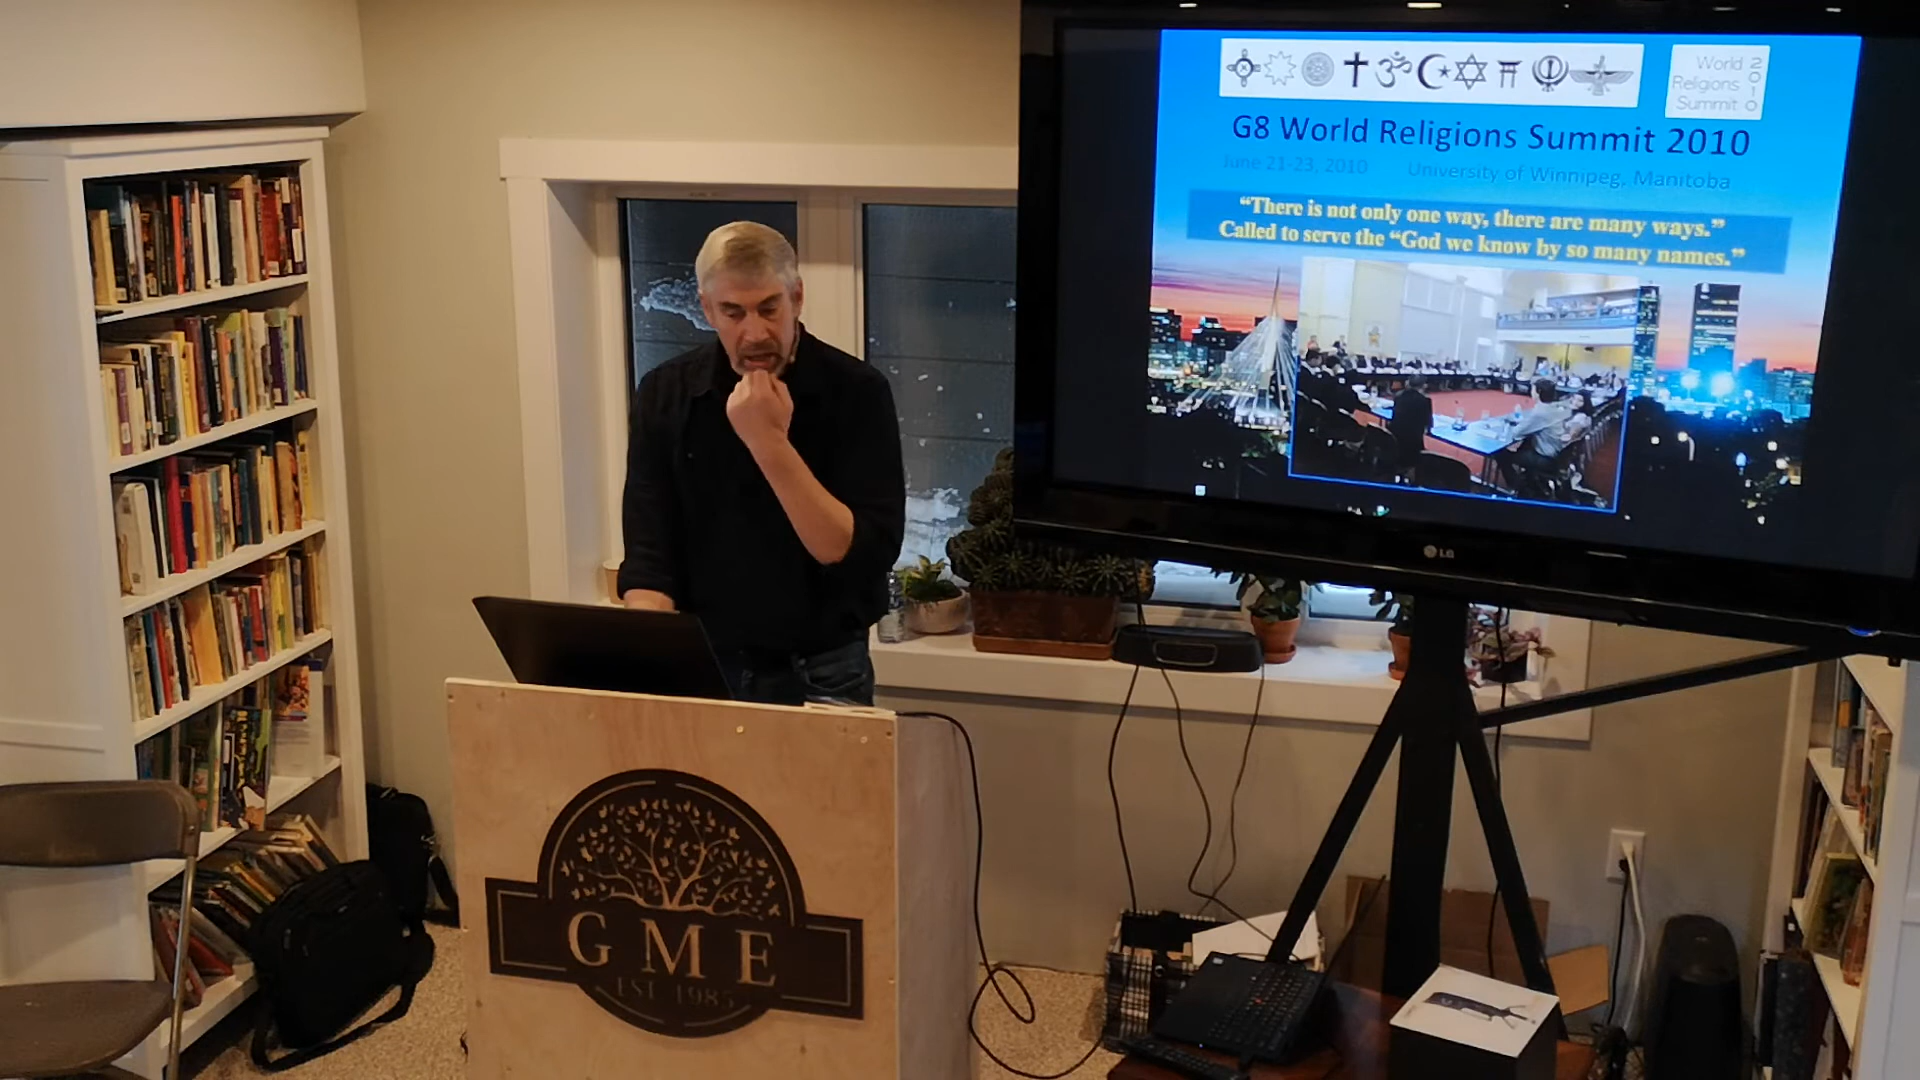 World 2
Religions 0
Summit 1 0
G8 World Religions Summit 2010
June 21-23, 2010 University of Winnipeg, Manitoba
“There is not only one way, there are many ways.”
Called to serve the “God we know by so many names.”
LG
GME
EST 1985